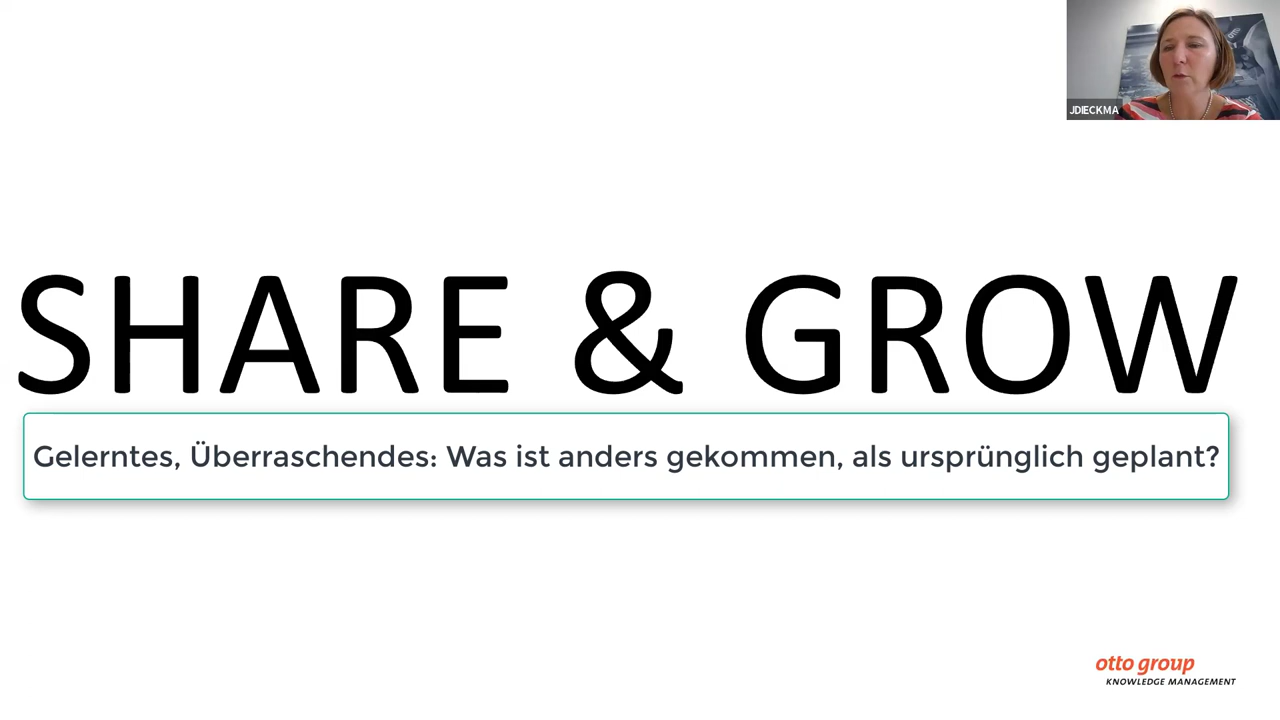 JDIECKMA
SHARE & GROW
Gelerntes, Überraschendes: Was ist anders gekommen, als ursprünglich geplant?
otto group
KNOWLEDGE MANAGEMENT